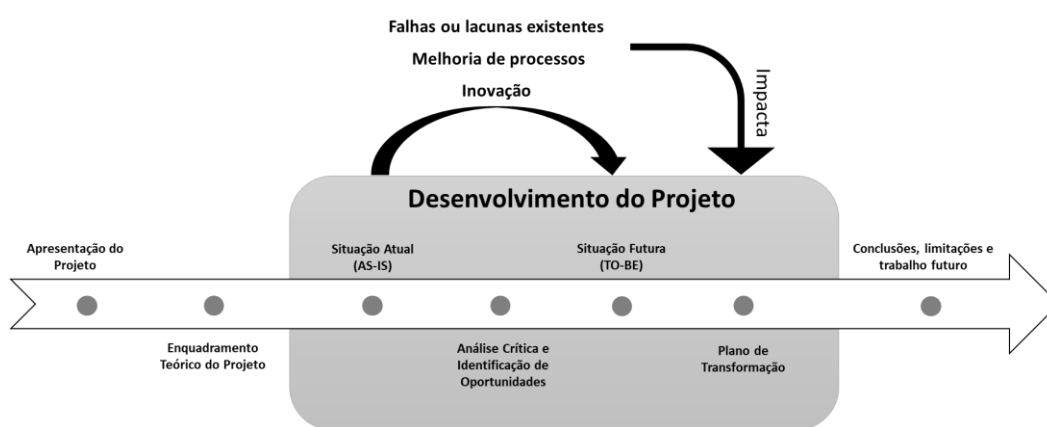 Falhas ou lacunas existentes
Melhoria de processos
Inovação
Impacta
Desenvolvimento do Projeto
Apresentação do
Projeto
Situação Atual
(AS-IS)
Situação Futura
(TO-BE)
Conclusões, limitações e
trabalho futuro
Enquadramento
Teórico do Projeto
Análise Crítica e
Identificação de
Oportunidades
Plano de
Transformação